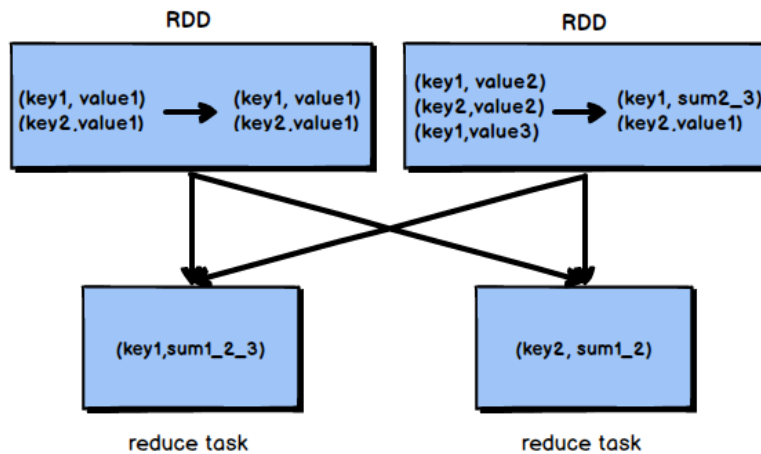 RDD
RDD
(key1, value1)
(key2,value1)
(key1, value1)
(key2,value1)
(key1, value2)
(key2,value2)
(key1,value3)
(key1, sum2_3)
(key2,value1)
(key1,sum1_2_3)
(key2, sum1_2)
reduce task
reduce task